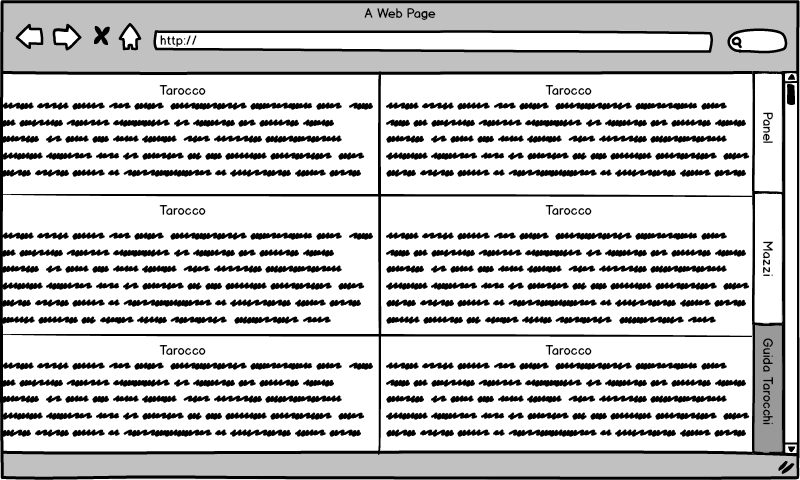 A Web Page
http://
Tarocco
Tarocco
Tarocco
Tarocco
Tarocco
Tarocco
Panel
Mazzi
Guida Tarocchi